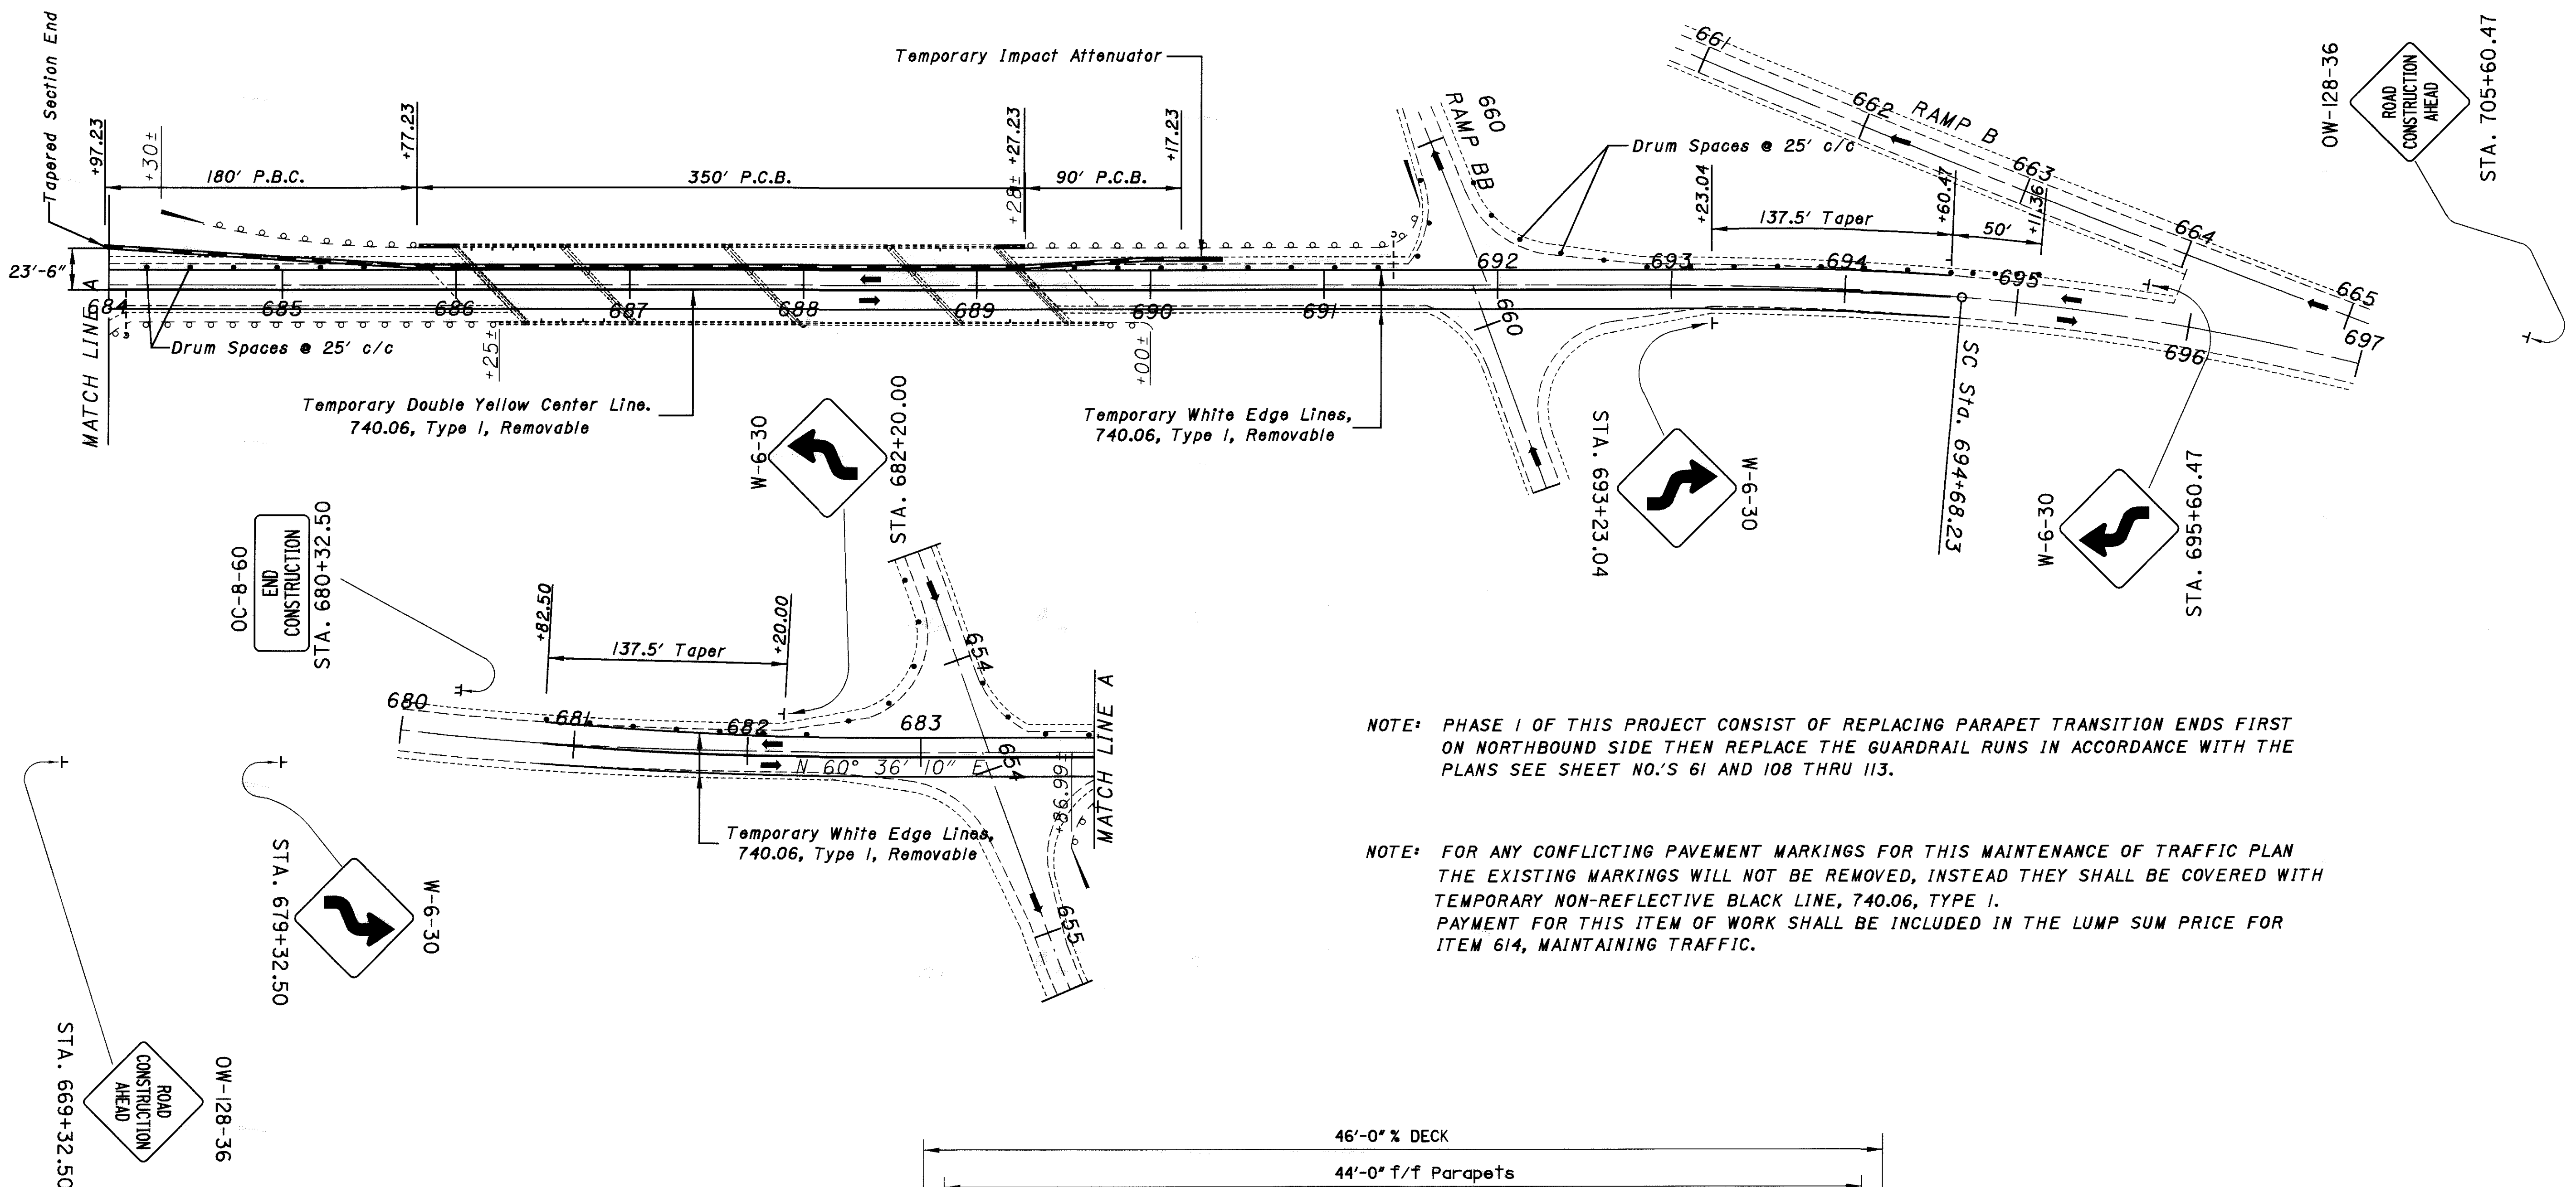 Tapered Section End
+97.23
+30±
180' P.B.C.
+77.23
350' P.C.B.
+28±
+27.23
90' P.C.B.
+17.23
Temporary Impact Attenuator
660
RAMP BB
Drum Spaces @ 25' c/c
+23.04
137.5' Taper
+60.47
50'
+11.36
661
662
RAMP B
663
664
665
OW-128-36
ROAD
CONSTRUCTION
AHEAD
STA. 705+60.47
23'-6"
684
685
686
687
688
689
690
691
692
693
694
695
696
697
660
MATCH LINE A
Drum Spaces @ 25' c/c
+25±
+00±
Temporary Double Yellow Center Line.
740.06, Type 1, Removable
Temporary White Edge Lines,
740.06, Type 1, Removable
SC Sta. 694+68.23
W-6-30
STA. 682+20.00
STA. 693+23.04
W-6-30
W-6-30
STA. 695+60.47
OC-8-60
END
CONSTRUCTION
STA. 680+32.50
+82.50
137.5' Taper
+20.00
654
680
681
682
683
N 60° 36' 10" E
654
+86.99±
MATCH LINE A
655
Temporary White Edge Lines,
740.06, Type 1, Removable
STA. 679+32.50
W-6-30
STA. 669+32.50
ROAD
CONSTRUCTION
AHEAD
OW-128-36
NOTE: PHASE 1 OF THIS PROJECT CONSIST OF REPLACING PARAPET TRANSITION ENDS FIRST
ON NORTHBOUND SIDE THEN REPLACE THE GUARDRAIL RUNS IN ACCORDANCE WITH THE
PLANS SEE SHEET NO.'S 61 AND 108 THRU 113.
NOTE: FOR ANY CONFLICTING PAVEMENT MARKINGS FOR THIS MAINTENANCE OF TRAFFIC PLAN
THE EXISTING MARKINGS WILL NOT BE REMOVED, INSTEAD THEY SHALL BE COVERED WITH
TEMPORARY NON-REFLECTIVE BLACK LINE, 740.06, TYPE 1.
PAYMENT FOR THIS ITEM OF WORK SHALL BE INCLUDED IN THE LUMP SUM PRICE FOR
ITEM 614, MAINTAINING TRAFFIC.
46'-0" % DECK
44'-0" f/f Parapets